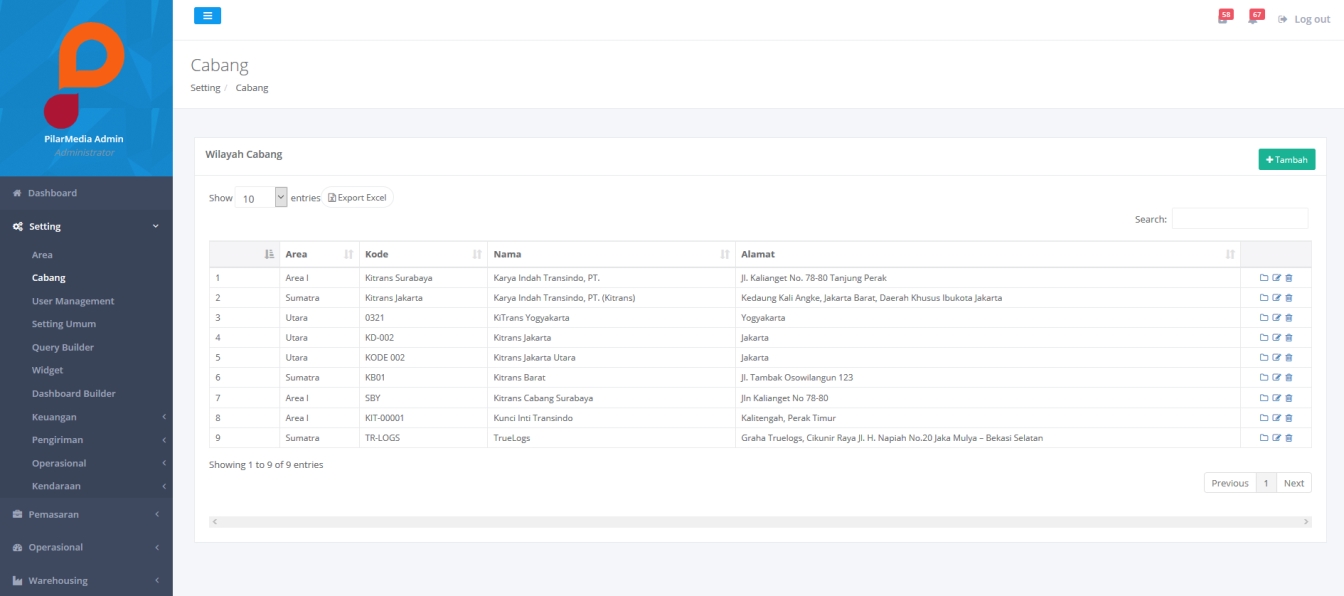 58 67 Log out
PilarMedia Admin
Administrator
Dashboard
Setting
Area
Cabang
User Management
Setting Umum
Query Builder
Widget
Dashboard Builder
Keuangan
Pengiriman
Operasional
Kendaraan
Pemasaran
Operasional
Warehousing
Cabang
Setting / Cabang
Wilayah Cabang
+ Tambah
Show 10 entries Export Excel
Search:
Area Kode Nama Alamat
1 Area I Kitrans Surabaya Karya Indah Transindo, PT. Jl. Kalianget No. 78-80 Tanjung Perak
2 Sumatra Kitrans Jakarta Karya Indah Transindo, PT. (Kitrans) Kedaung Kali Angke, Jakarta Barat, Daerah Khusus Ibukota Jakarta
3 Utara 0321 KiTrans Yogyakarta Yogyakarta
4 Utara KD-002 Kitrans Jakarta Jakarta
5 Utara KODE 002 Kitrans Jakarta Utara Jakarta
6 Sumatra KB01 Kitrans Barat Jl. Tambak Osowilangun 123
7 Area I SBY Kitrans Cabang Surabaya Jln Kalianget No 78-80
8 Area I KIT-00001 Kunci Inti Transindo Kalitengah, Perak Timur
9 Sumatra TR-LOGS TrueLogs Graha Truelogs, Cikunir Raya Jl. H. Napiah No.20 Jaka Mulya – Bekasi Selatan
Showing 1 to 9 of 9 entries
Previous 1 Next